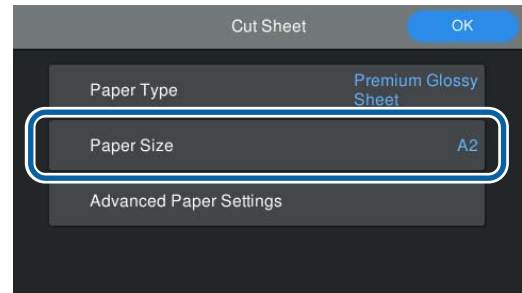 Cut Sheet
OK
Paper Type
Premium Glossy
Sheet
Paper Size
A2
Advanced Paper Settings